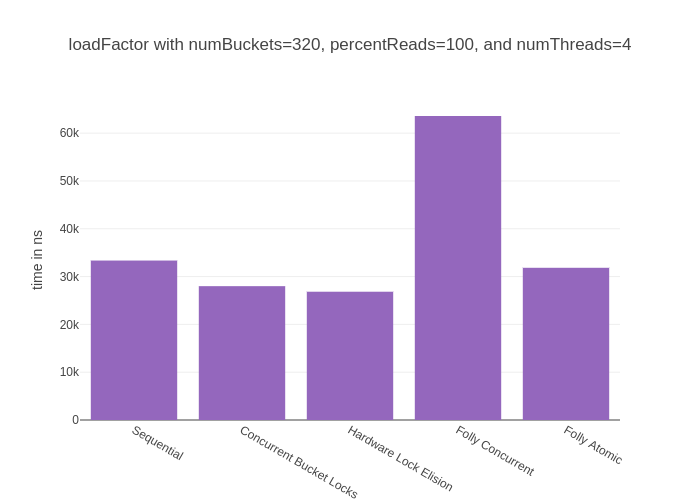 loadFactor with numBuckets=320, percentReads=100, and numThreads=4
60k
50k
40k
30k
20k
10k
0
time in ns
Sequential
Concurrent Bucket Locks
Hardware Lock Elision
Folly Concurrent
Folly Atomic